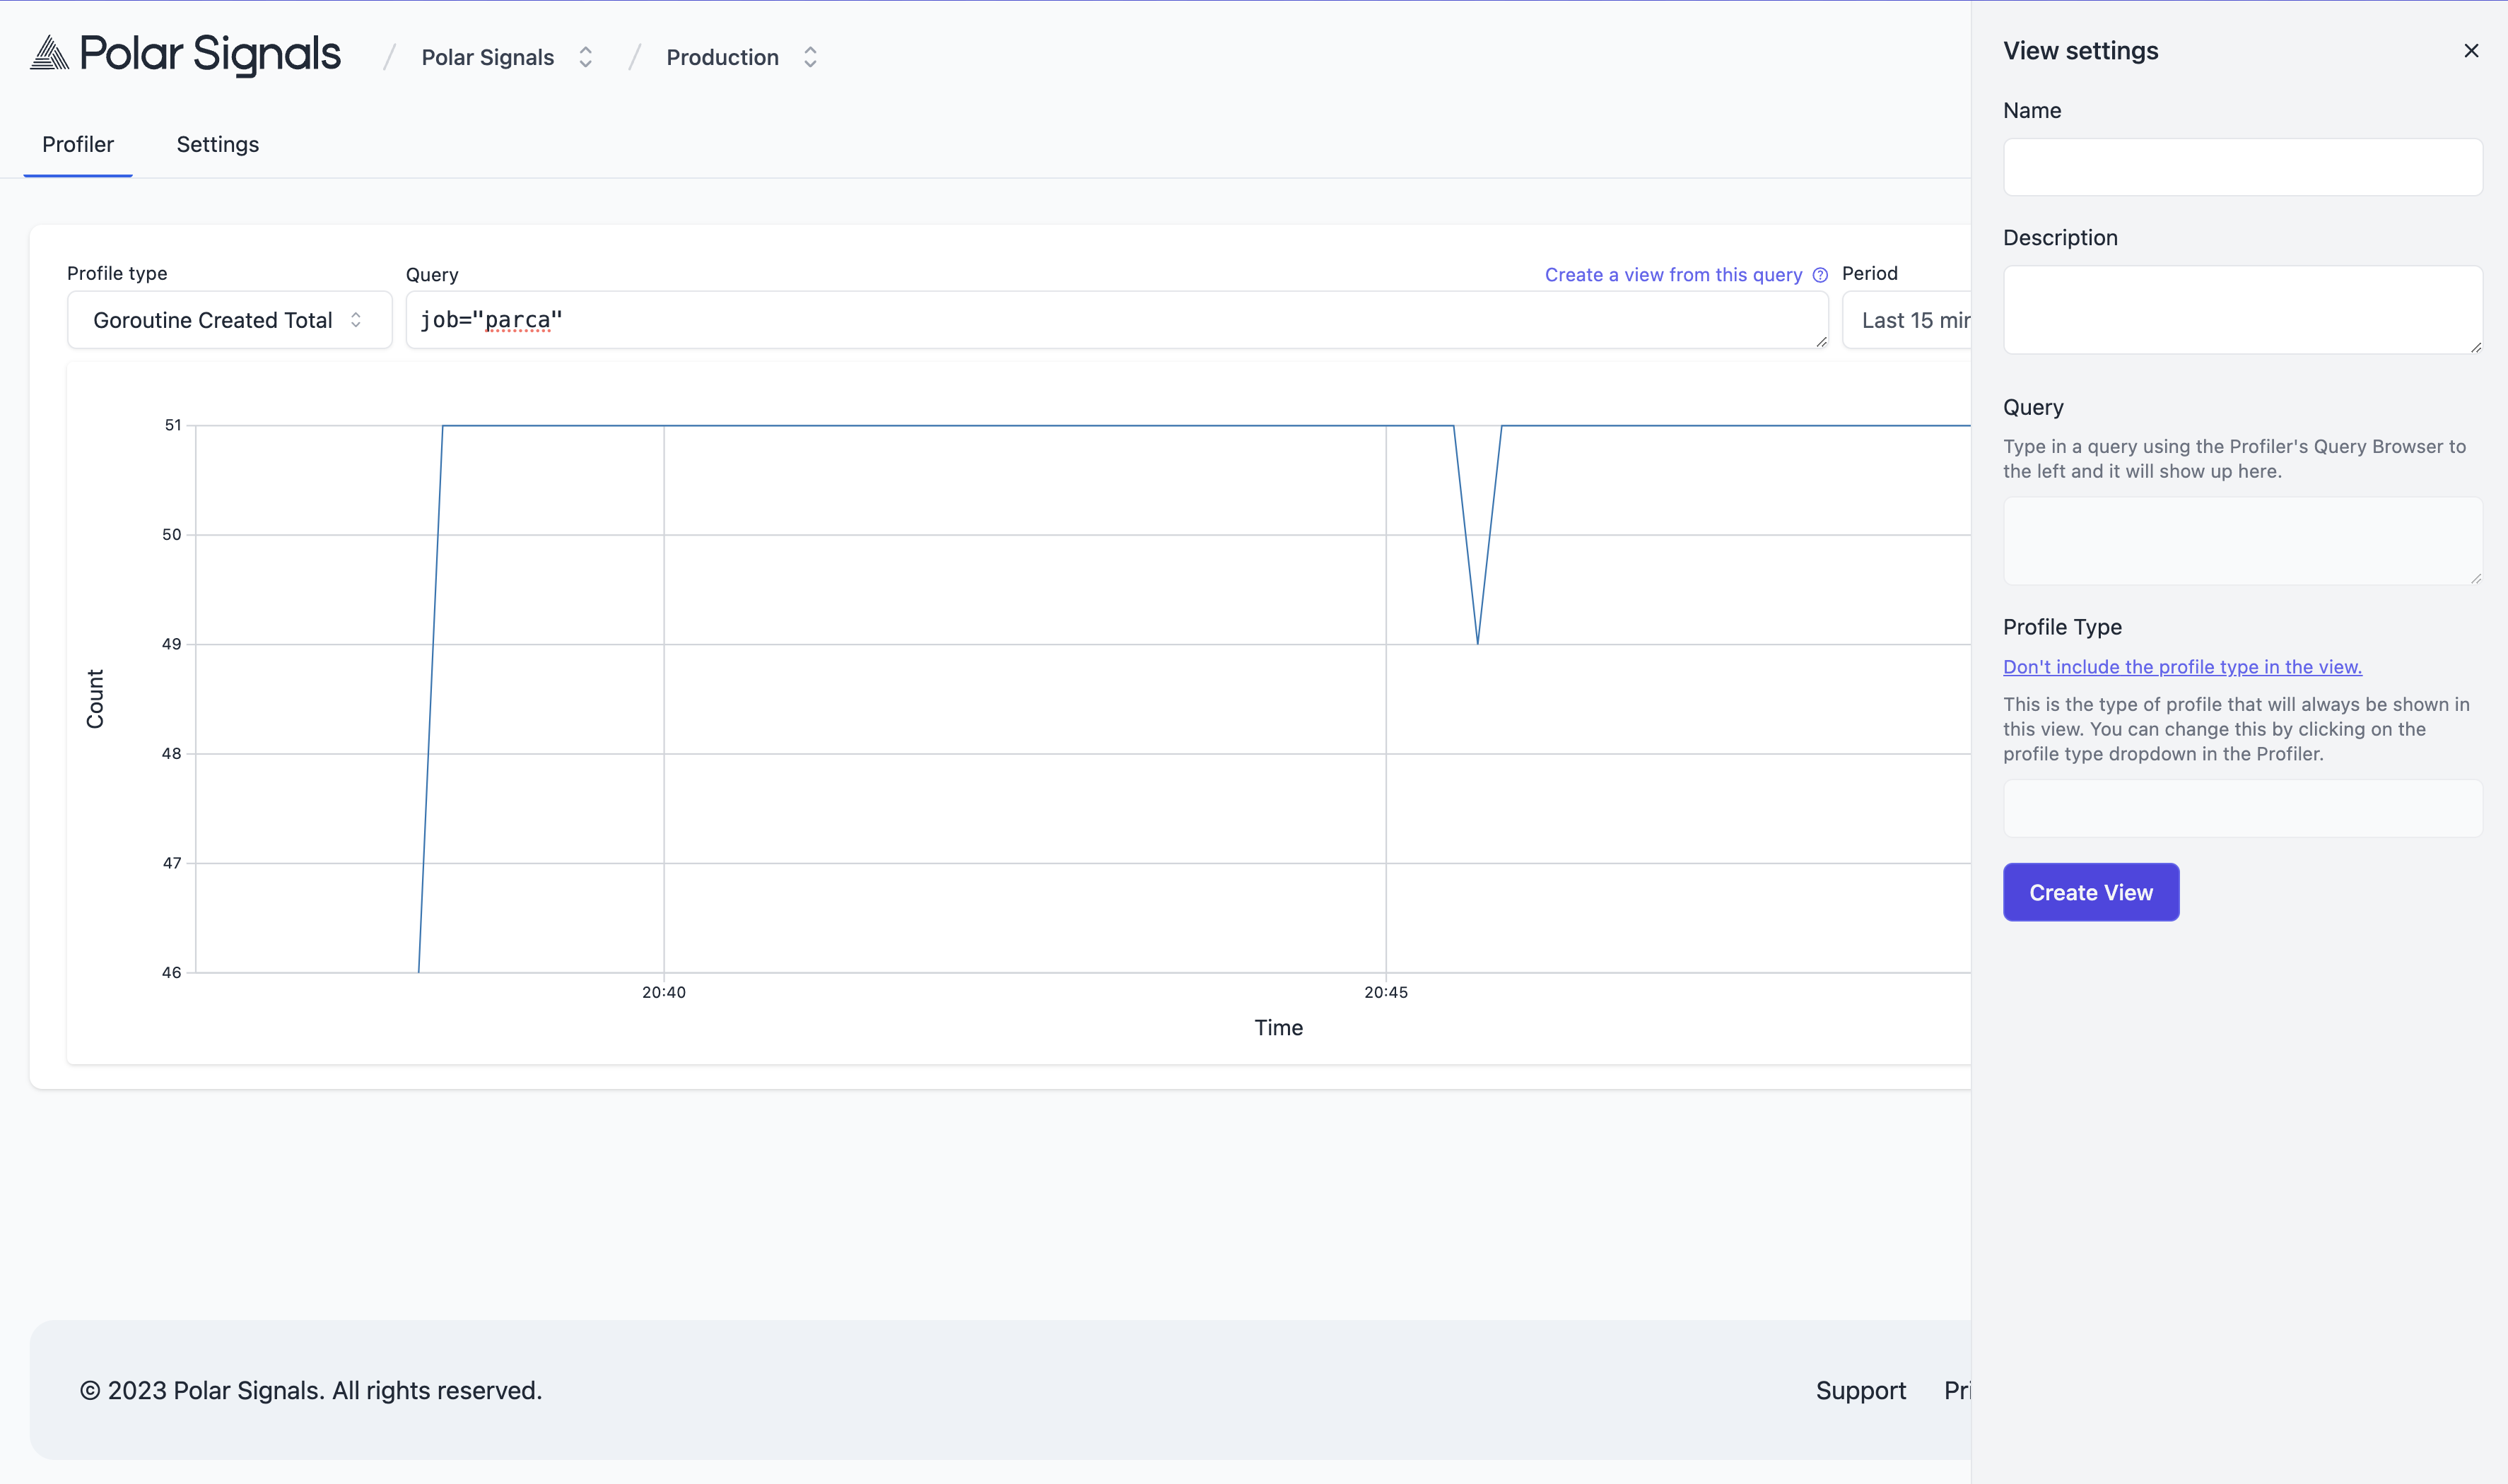 Polar Signals / Polar Signals / Production
Profiler Settings
Profile type
Goroutine Created Total
Query
Create a view from this query
job="parca"
Period
Last 15 min
51
50
49
48
47
46
Count
20:40 20:45
Time
© 2023 Polar Signals. All rights reserved.
Support Pri
View settings
Name
Description
Query
Type in a query using the Profiler's Query Browser to
the left and it will show up here.
Profile Type
Don't include the profile type in the view.
This is the type of profile that will always be shown in
this view. You can change this by clicking on the
profile type dropdown in the Profiler.
Create View